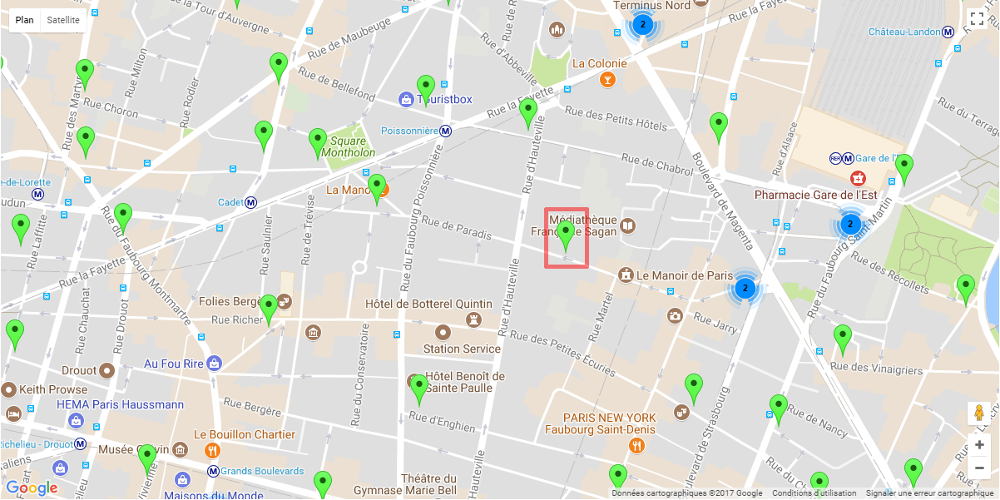 Plan
Satellite
Terminus Nord
2
Château-Landon
La Colonie
Rue de Maubeuge
Rue d'Abbeville
Rue Milton
Rue Rodier
Rue de Bellefond
Touristbox
Rue la Fayette
Rue des Petits Hôtels
Rue Choron
Rue des Martyrs
Poissonnière
Square
Montholon
Rue d'Alsace
Rue de Chabrol
Gare de l'E
Pharmacie Gare de l'Est
Boulevard de Magenta
Rue d'Hauteville
La Mano
Cadet
Rue de Trévise
Rue Saulnier
Rue du Faubourg Poissonnière
Rue de Paradis
Médiathèque
Françoise Sagan
2
Rue du Faubourg Saint-Martin
Rue des Récollets
e-de-Lorette
udun
Rue Laffitte
Rue la Fayette
Rue du Faubourg Montmartre
Rue Chauchat
Rue Drouot
Le Manoir de Paris
2
Folies Bergère
Rue Richer
Hôtel de Botterel Quintin
Station Service
Rue d'Hauteville
Rue Martel
Rue Jarry
Rue des Petites Écuries
Rue du Conservatoire
Au Fou Rire
Drouot
Keith Prowse
HEMA Paris Haussmann
Rue Bergère
Hôtel Benoît de
Sainte Paulle
Rue d'Enghien
Rue des Vinaigriers
Rue de Nancy
PARIS NEW YORK
Faubourg Saint-Denis
Boulevard de Strasbourg
Richelieu - Drouot
Le Bouillon Chartier
Musée Grévin
Grands Boulevards
Maisons du Monde
Théâtre du
Gymnase Marie Bell
Hauteville
Italiens
Vivienne
Google
Données cartographiques ©2017 Google
Conditions d'utilisation
Signaler une erreur cartographique